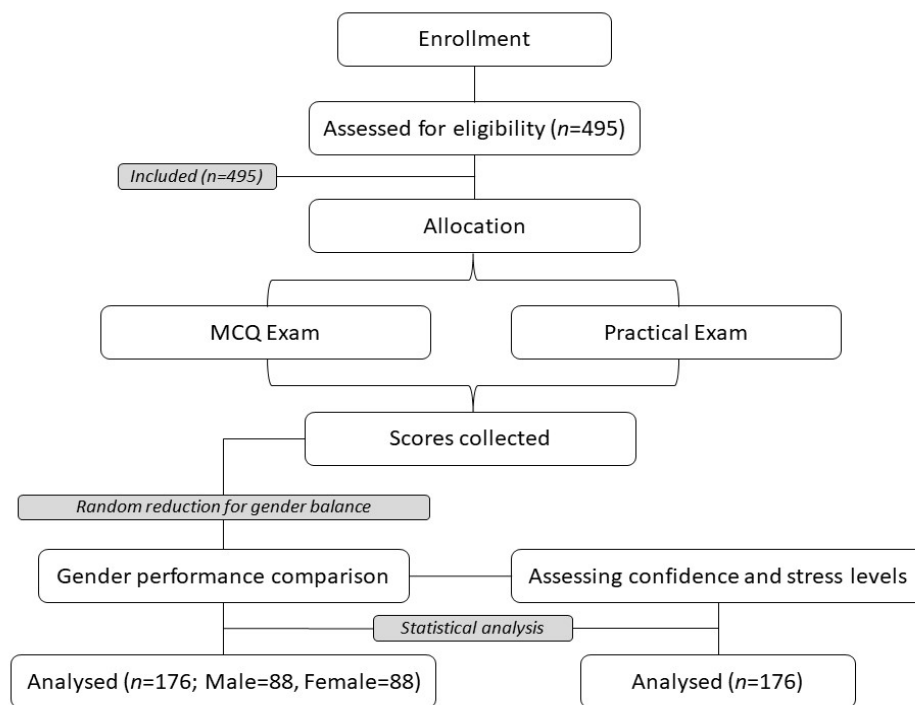 Enrollment
Assessed for eligibility (n=495)
Included (n=495)
Allocation
MCQ Exam
Practical Exam
Scores collected
Random reduction for gender balance
Gender performance comparison
Assessing confidence and stress levels
Statistical analysis
Analysed (n=176; Male=88, Female=88)
Analysed (n=176)